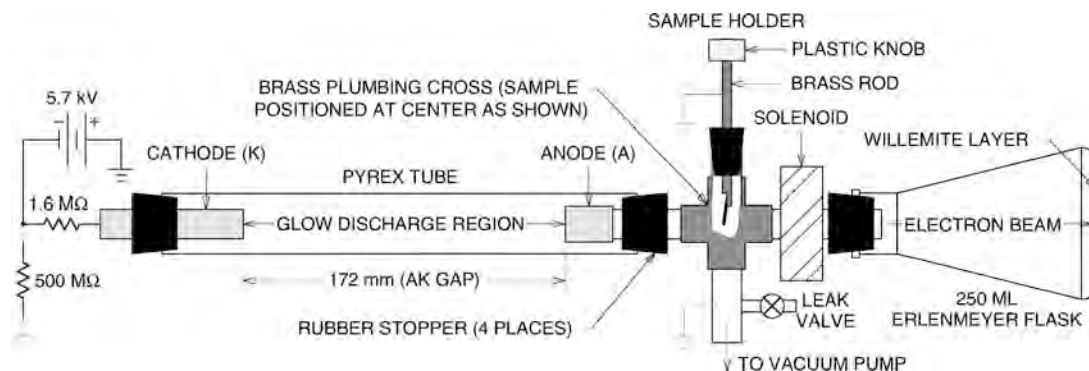 SAMPLE HOLDER
PLASTIC KNOB
BRASS ROD
BRASS PLUMBING CROSS (SAMPLE
POSITIONED AT CENTER AS SHOWN)
SOLENOID
WILLEMITE LAYER
5.7 kV
- +
CATHODE (K)
ANODE (A)
PYREX TUBE
1.6 MΩ
GLOW DISCHARGE REGION
ELECTRON BEAM
500 MΩ
172 mm (AK GAP)
LEAK
VALVE
250 ML
ERLENMEYER FLASK
RUBBER STOPPER (4 PLACES)
TO VACUUM PUMP